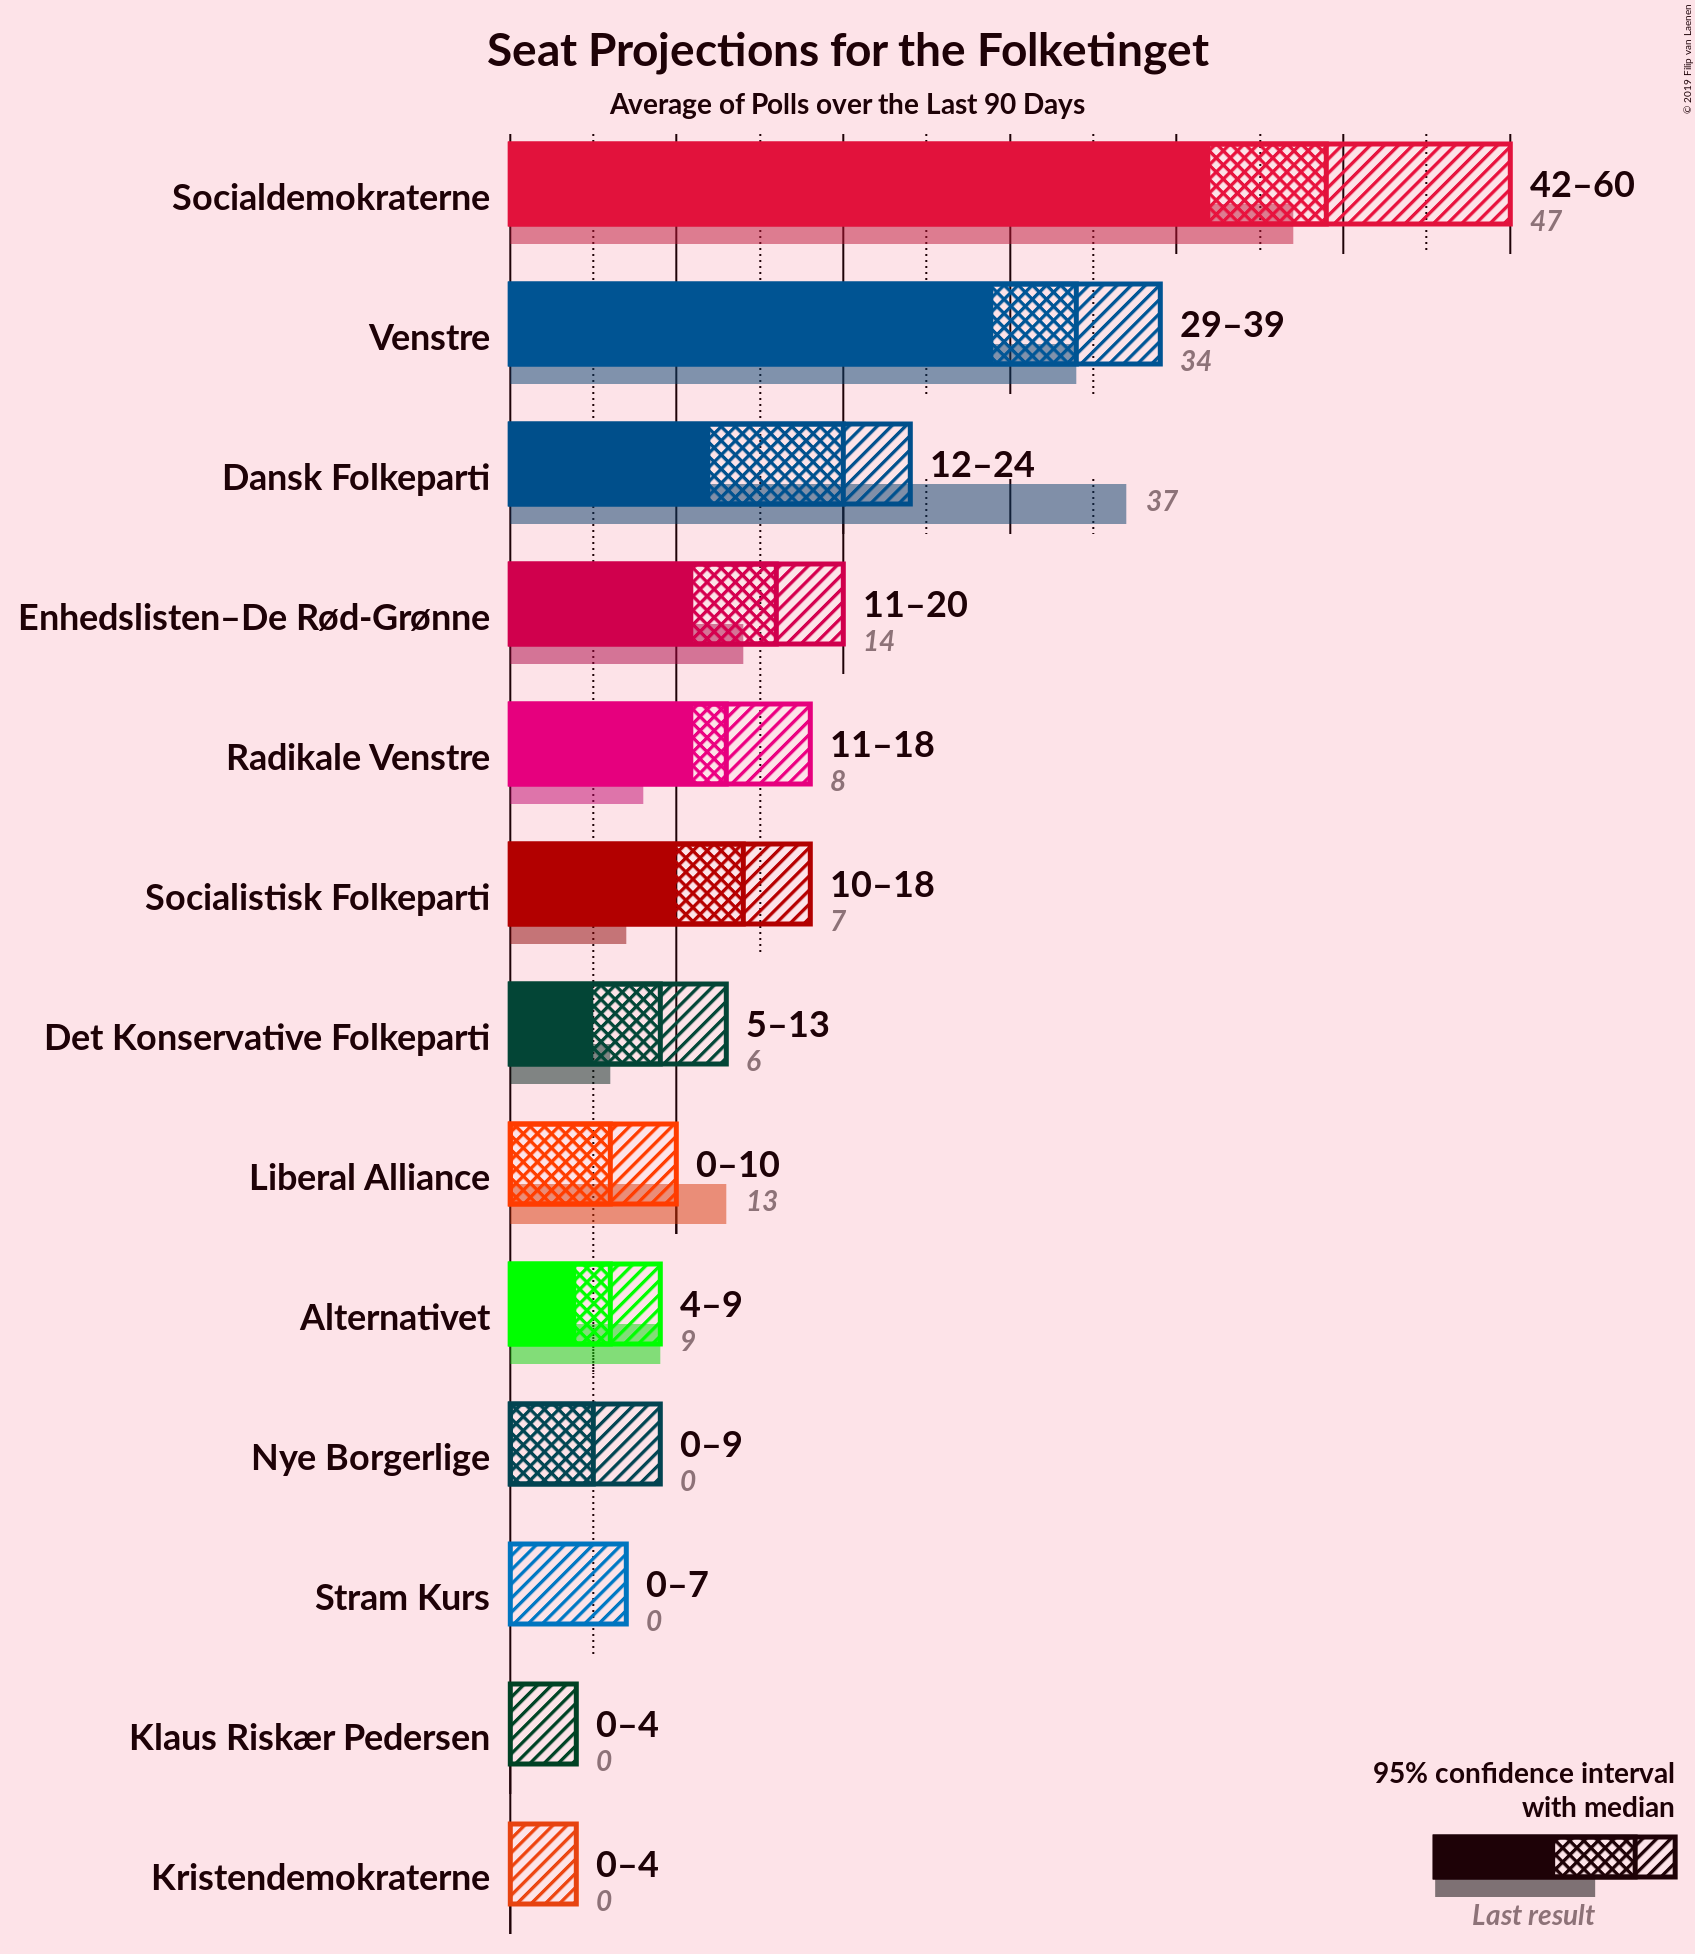 Seat Projections for the Folketinget
Average of Polls over the Last 90 Days
© 2019 Filip van Laenen
Socialdemokraterne
42–60
47
Venstre
29–39
34
Dansk Folkeparti
12–24
37
Enhedslisten–De Rød-Grønne
11–20
14
Radikale Venstre
11–18
8
Socialistisk Folkeparti
10–18
7
Det Konservative Folkeparti
5–13
6
Liberal Alliance
0–10
13
Alternativet
4–9
9
Nye Borgerlige
0–9
0
Stram Kurs
0–7
0
Klaus Riskær Pedersen
0–4
0
Kristendemokraterne
0–4
0
95% confidence interval
with median
Last result